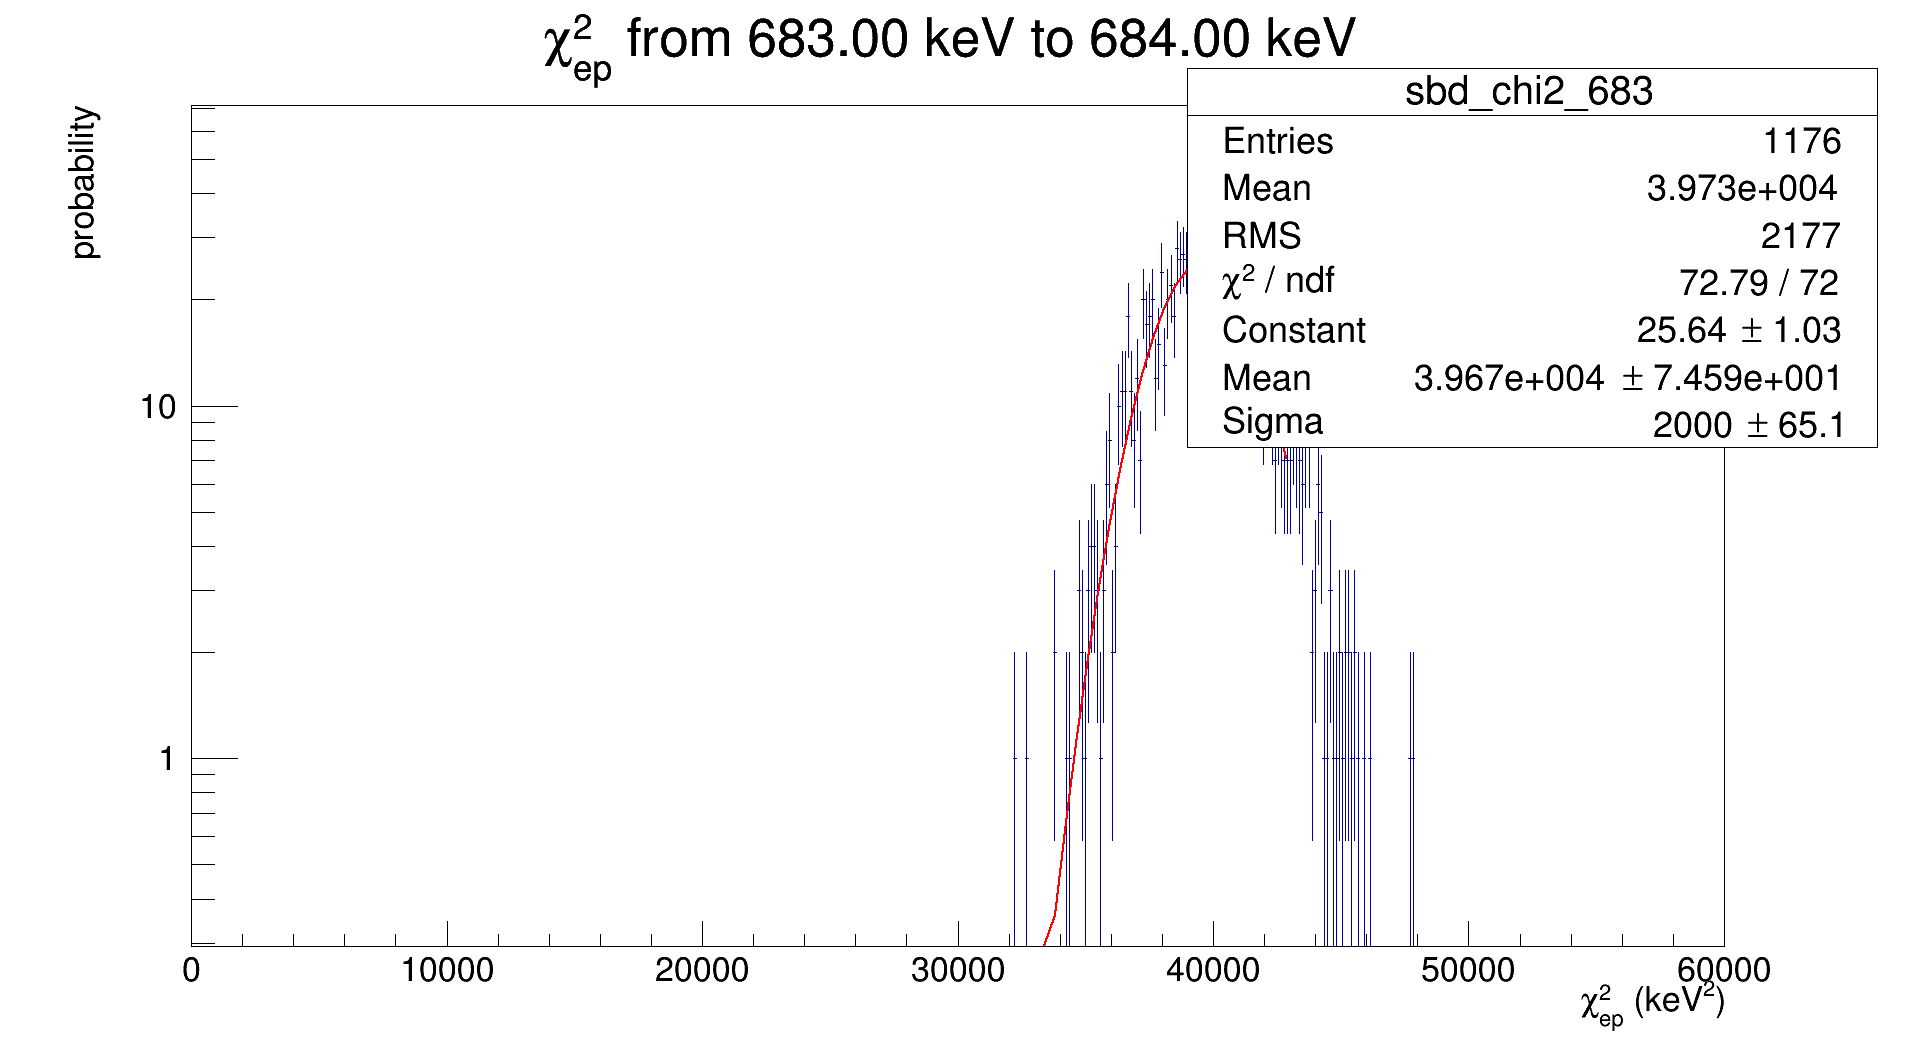 χ²ep from 683.00 keV to 684.00 keV
probability
sbd_chi2_683
Entries 1176
Mean 3.973e+004
RMS 2177
χ² / ndf 72.79 / 72
Constant 25.64 ± 1.03
Mean 3.967e+004 ± 7.459e+001
Sigma 2000 ± 65.1
10
1
0 10000 20000 30000 40000 50000 60000
χ²ep (keV²)